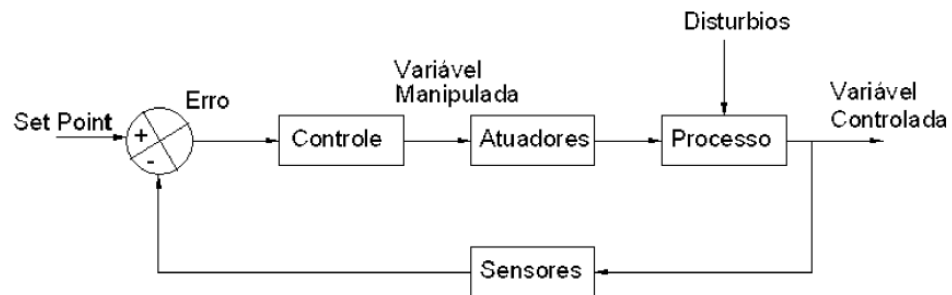 Disturbios
Variável
Manipulada
Variável
Controlada
Erro
Set Point
+
-
Controle
Atuadores
Processo
Sensores